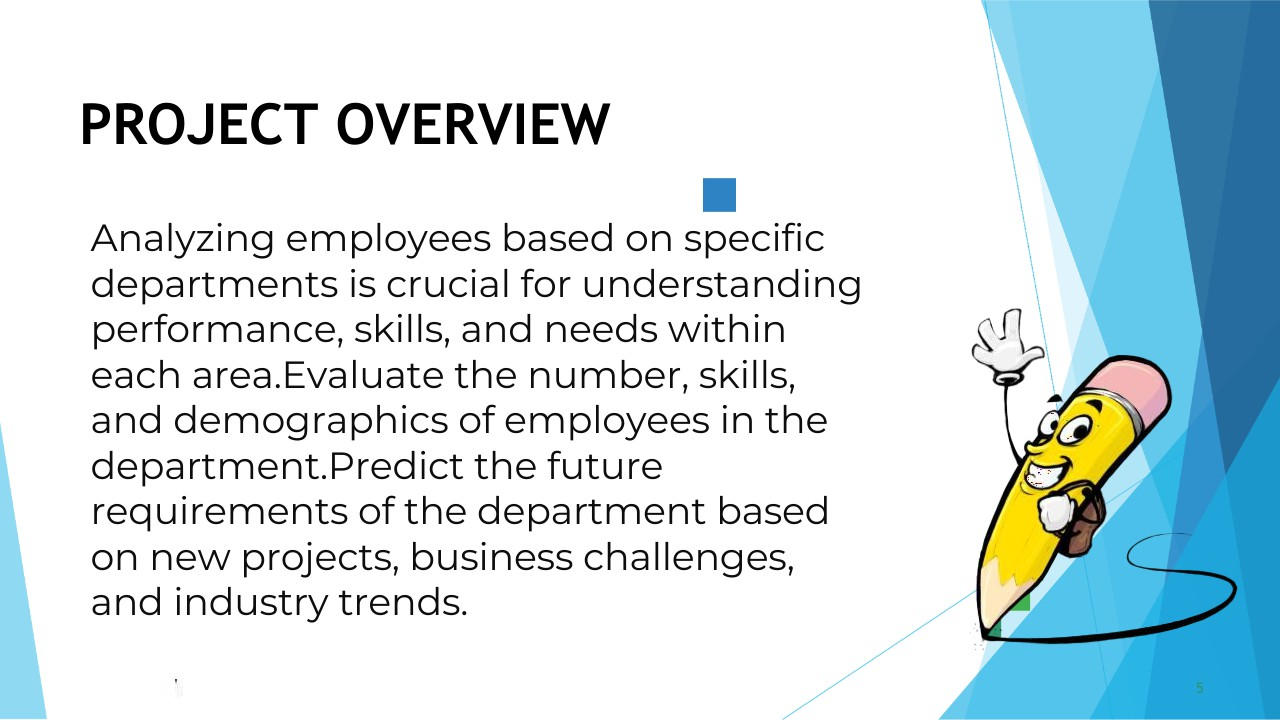 PROJECT OVERVIEW
Analyzing employees based on specific
departments is crucial for understanding
performance, skills, and needs within
each area.Evaluate the number, skills,
and demographics of employees in the
department.Predict the future
requirements of the department based
on new projects, business challenges,
and industry trends.
5